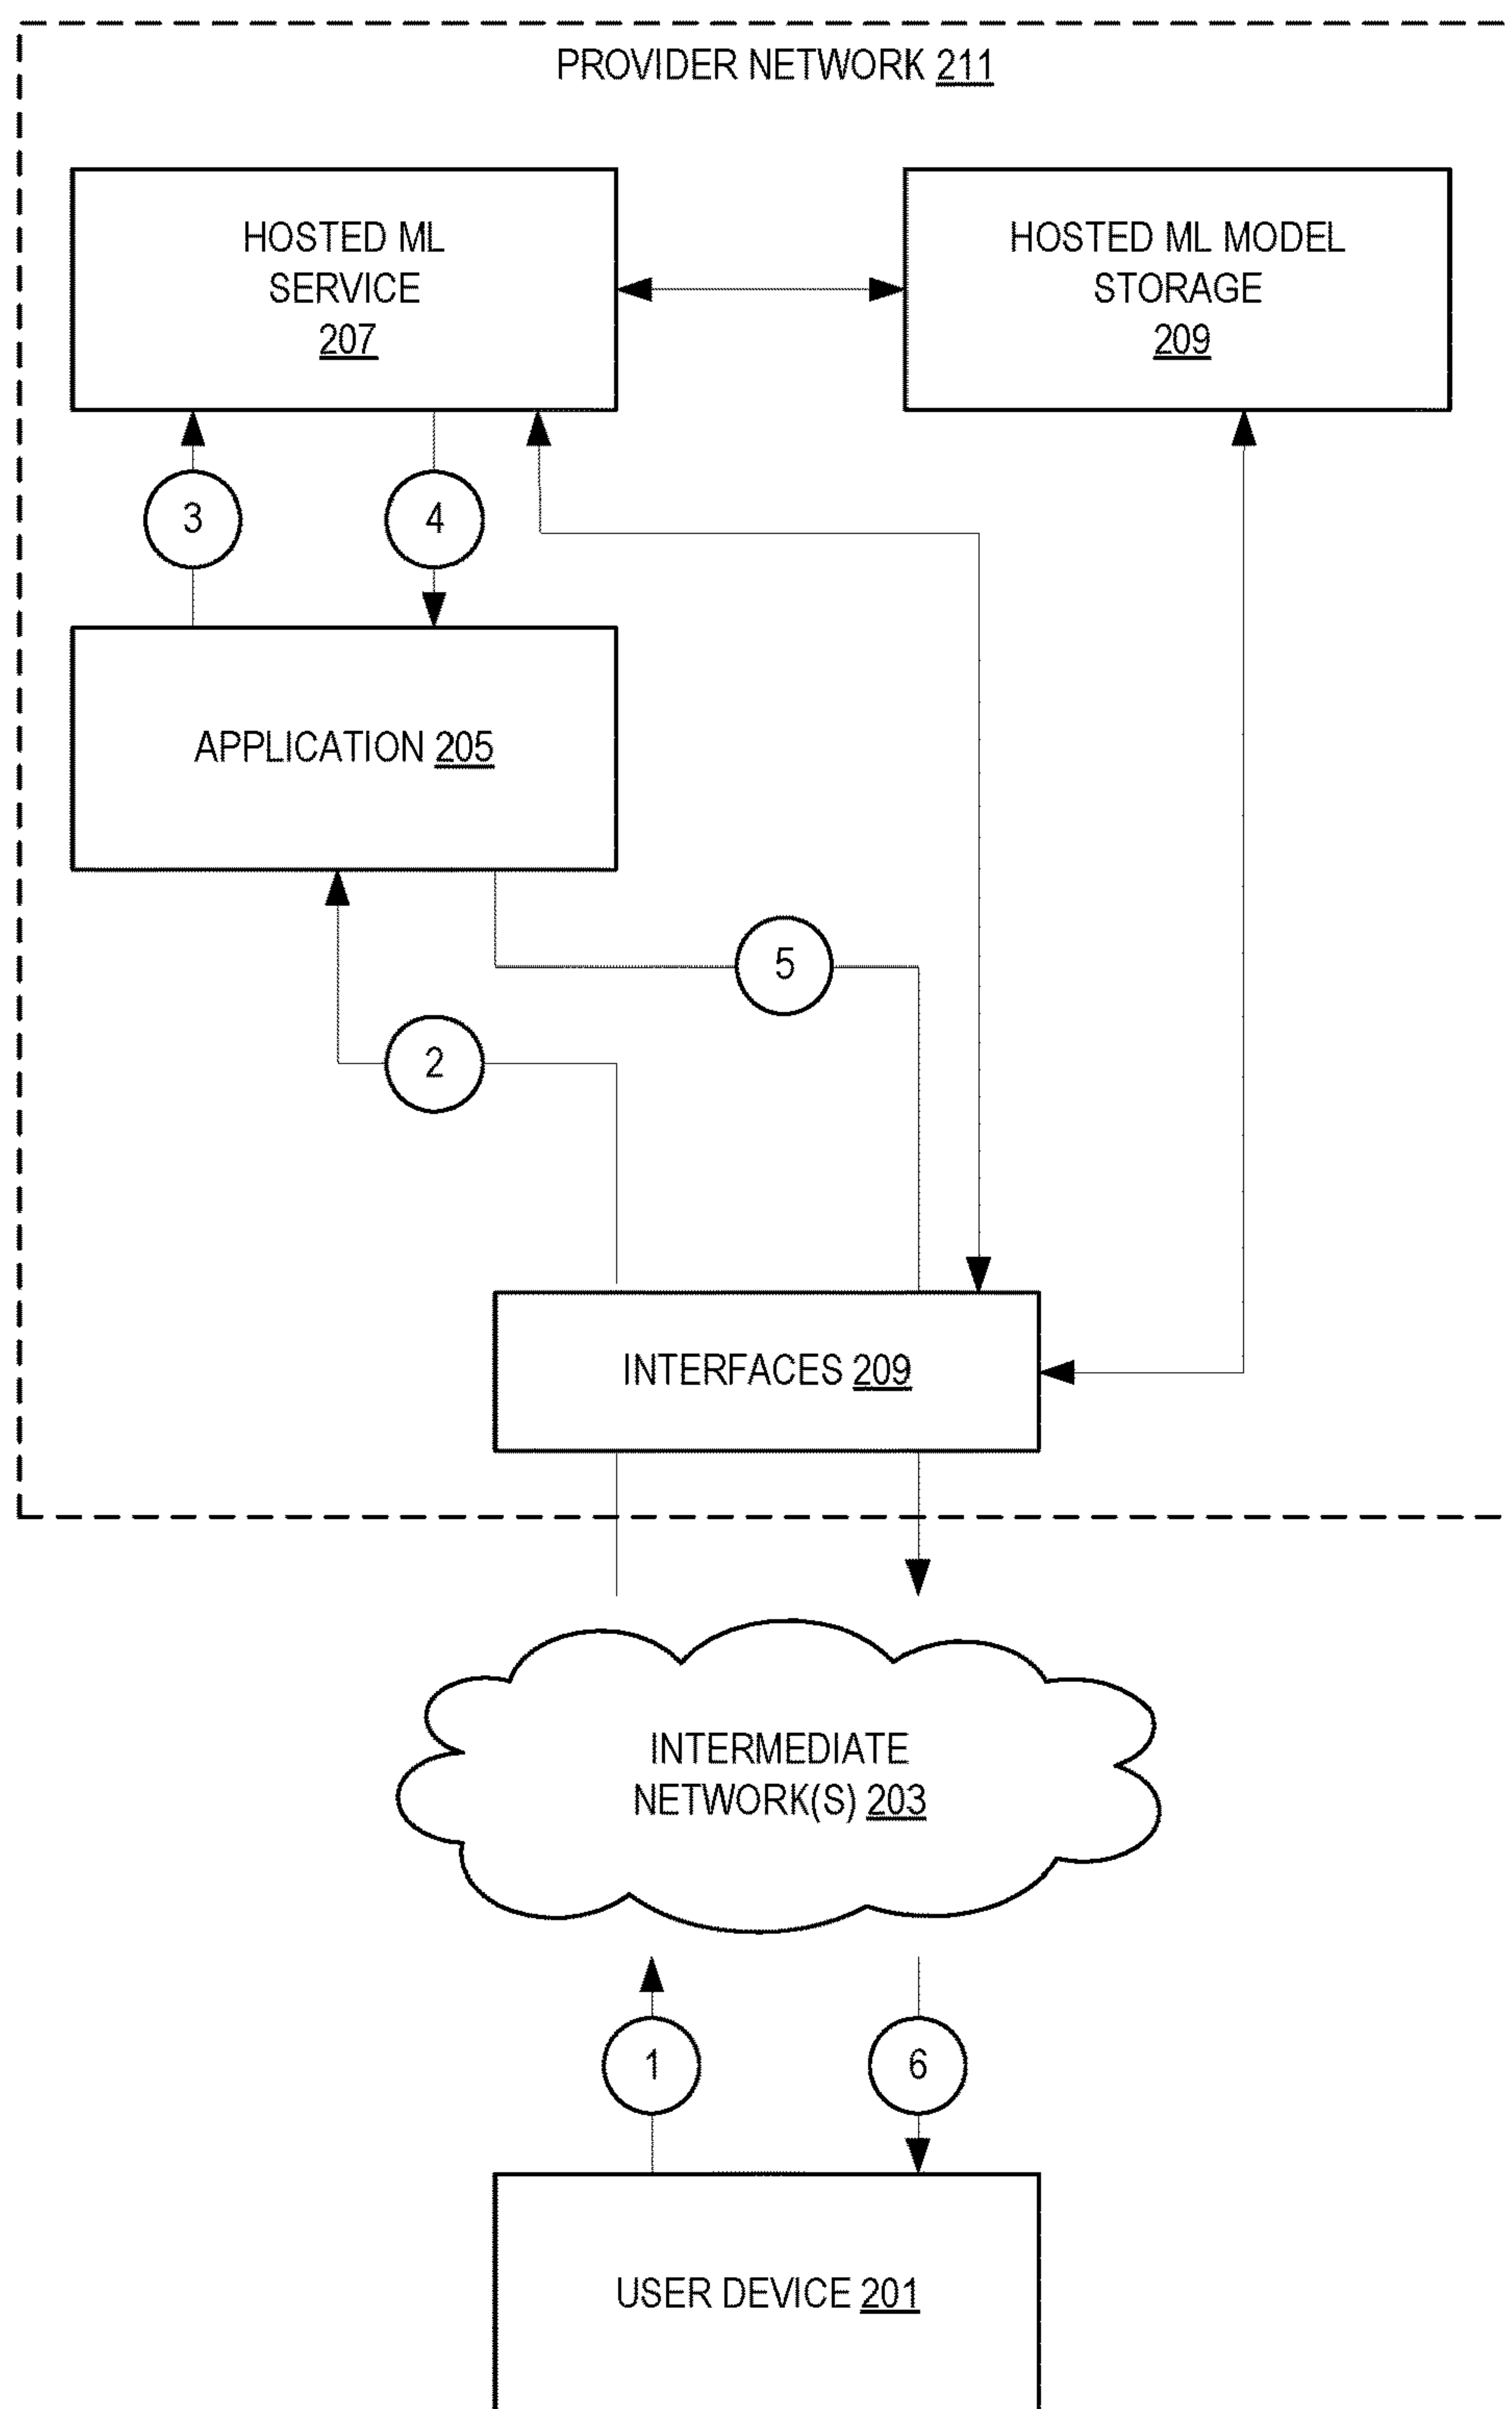 PROVIDER NETWORK 211
HOSTED ML
SERVICE
207
HOSTED ML MODEL
STORAGE
209
3
4
APPLICATION 205
5
2
INTERFACES 209
INTERMEDIATE
NETWORK(S) 203
1
6
USER DEVICE 201